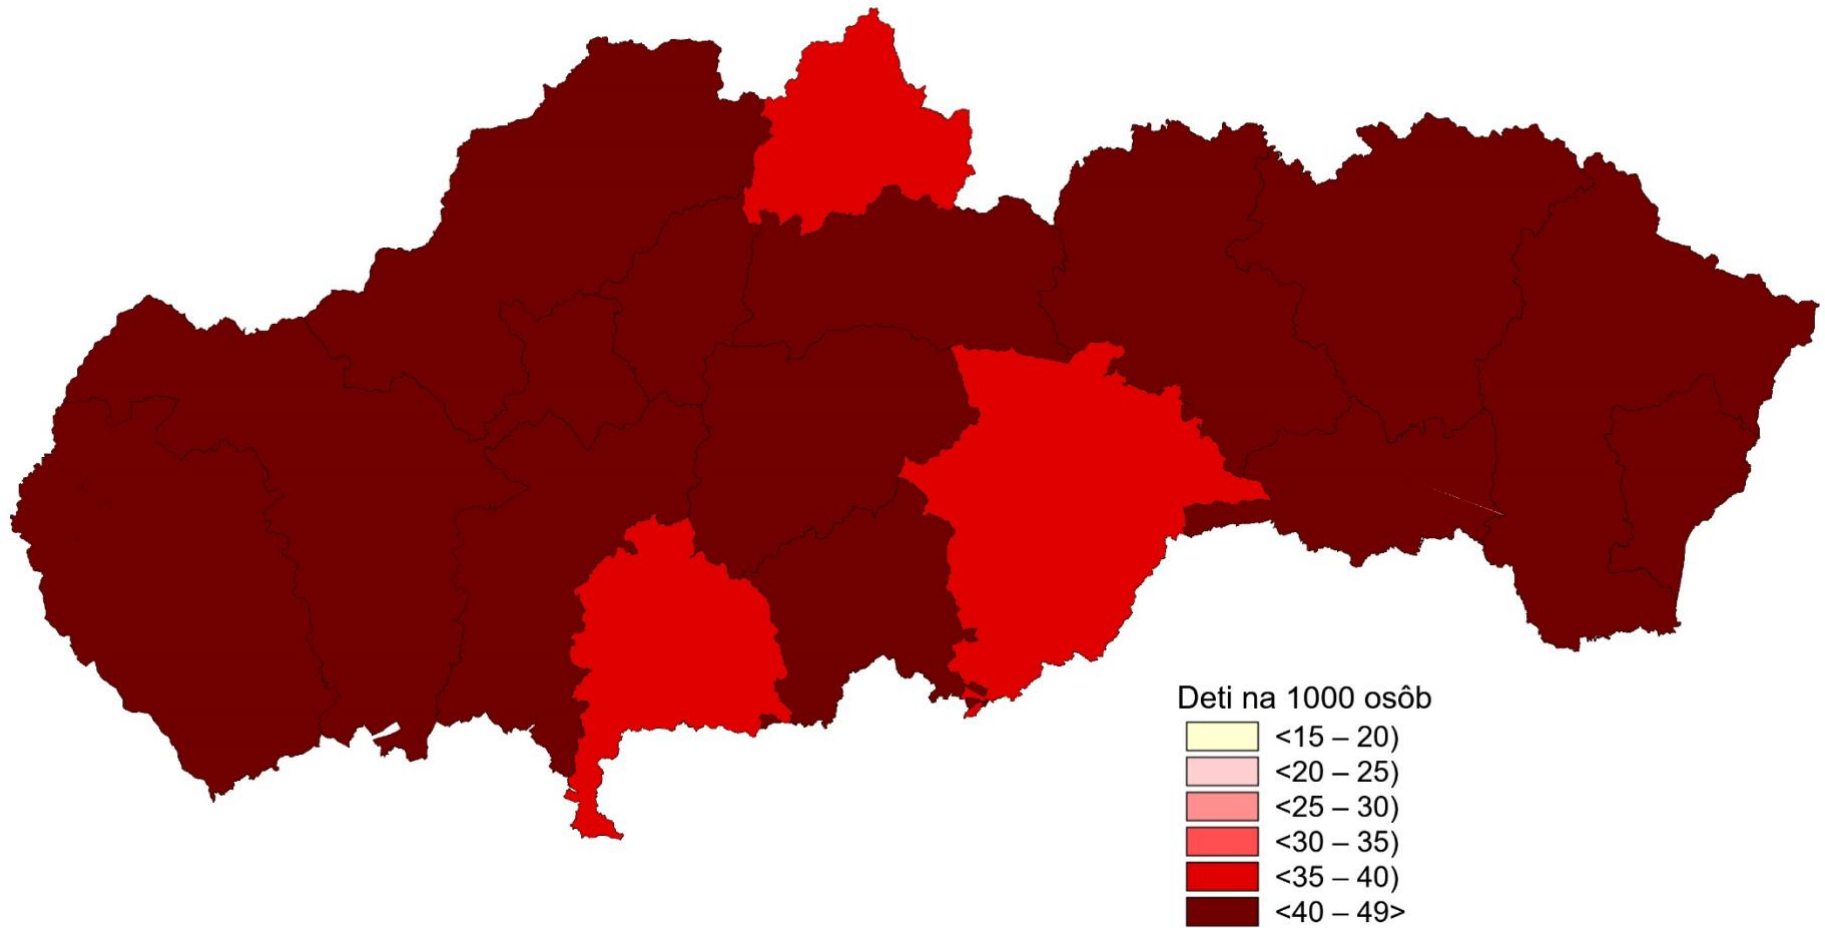 Deti na 1000 osôb
<15 – 20)
<20 – 25)
<25 – 30)
<30 – 35)
<35 – 40)
<40 – 49>